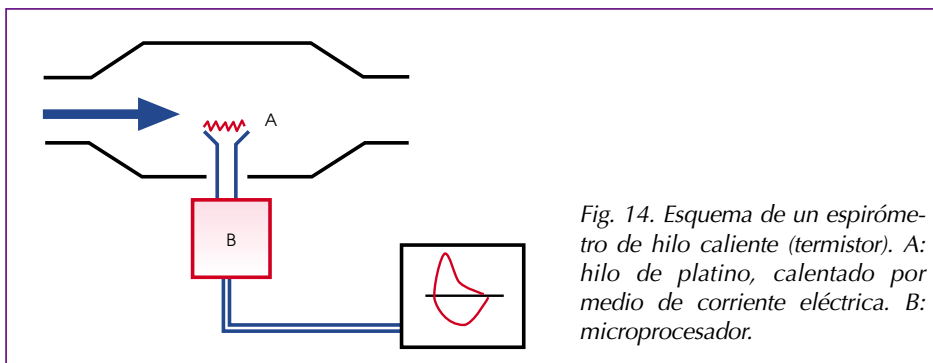 A
B
Fig. 14. Esquema de un espiróme-
tro de hilo caliente (termistor). A:
hilo de platino, calentado por
medio de corriente eléctrica. B:
microprocesador.